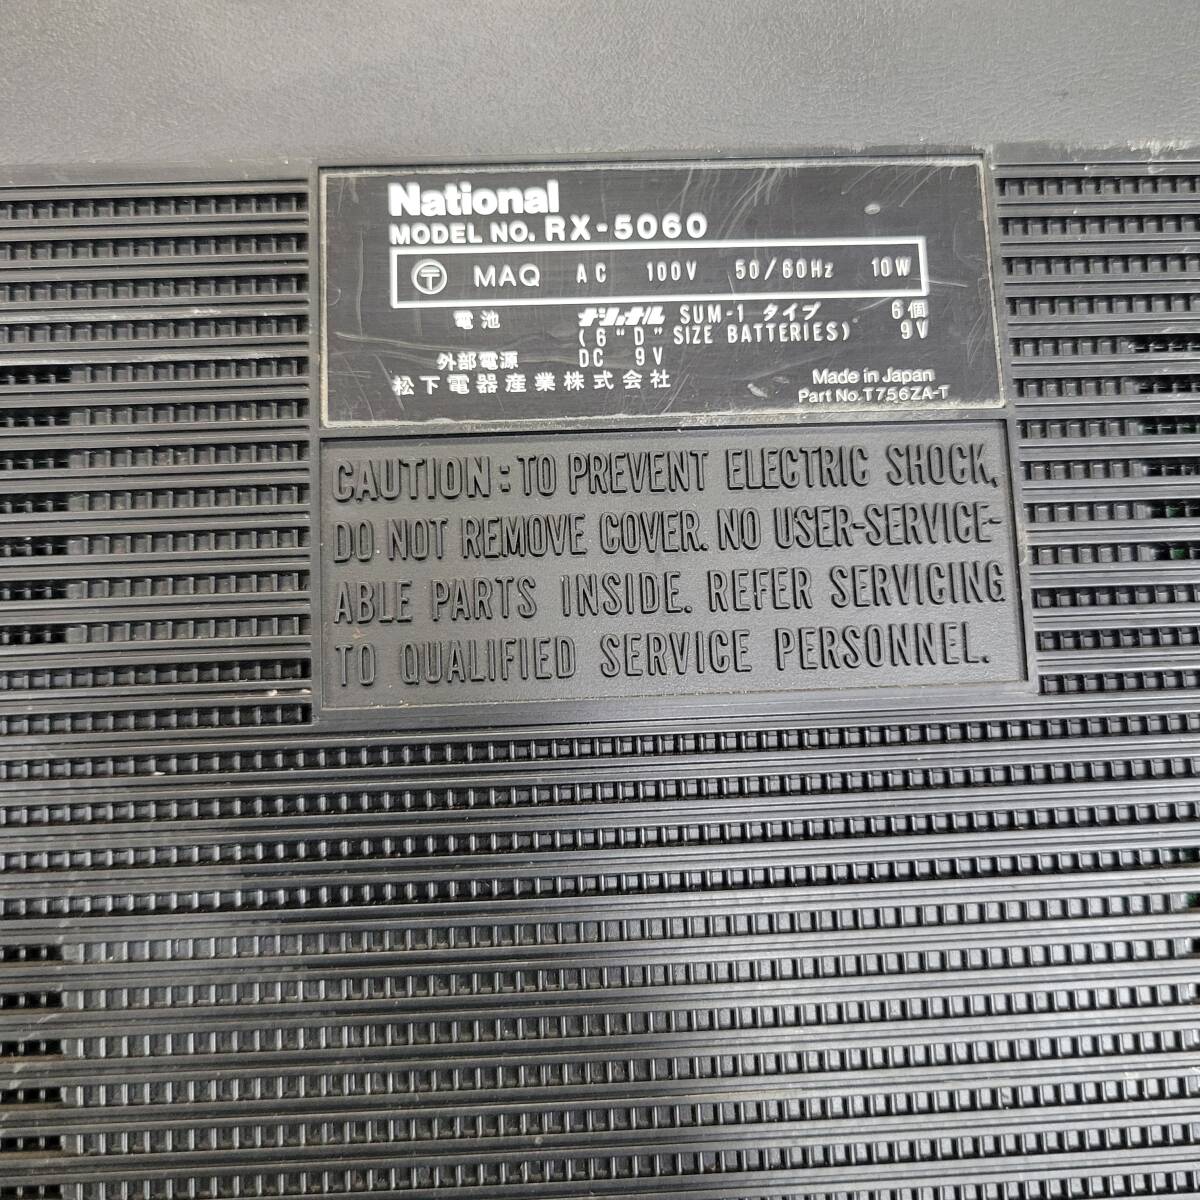 National
MODEL NO. RX-5060
〒 MAQ AC 100V 50/60Hz 10W
電池 ナショナル SUM-1 タイプ 6個
(6 "D" SIZE BATTERIES) 9V
外部電源 DC 9V
松下電器産業株式会社
Made in Japan
Part No. T756ZA-T
CAUTION: TO PREVENT ELECTRIC SHOCK,
DO NOT REMOVE COVER. NO USER-SERVICE-
ABLE PARTS INSIDE. REFER SERVICING
TO QUALIFIED SERVICE PERSONNEL.